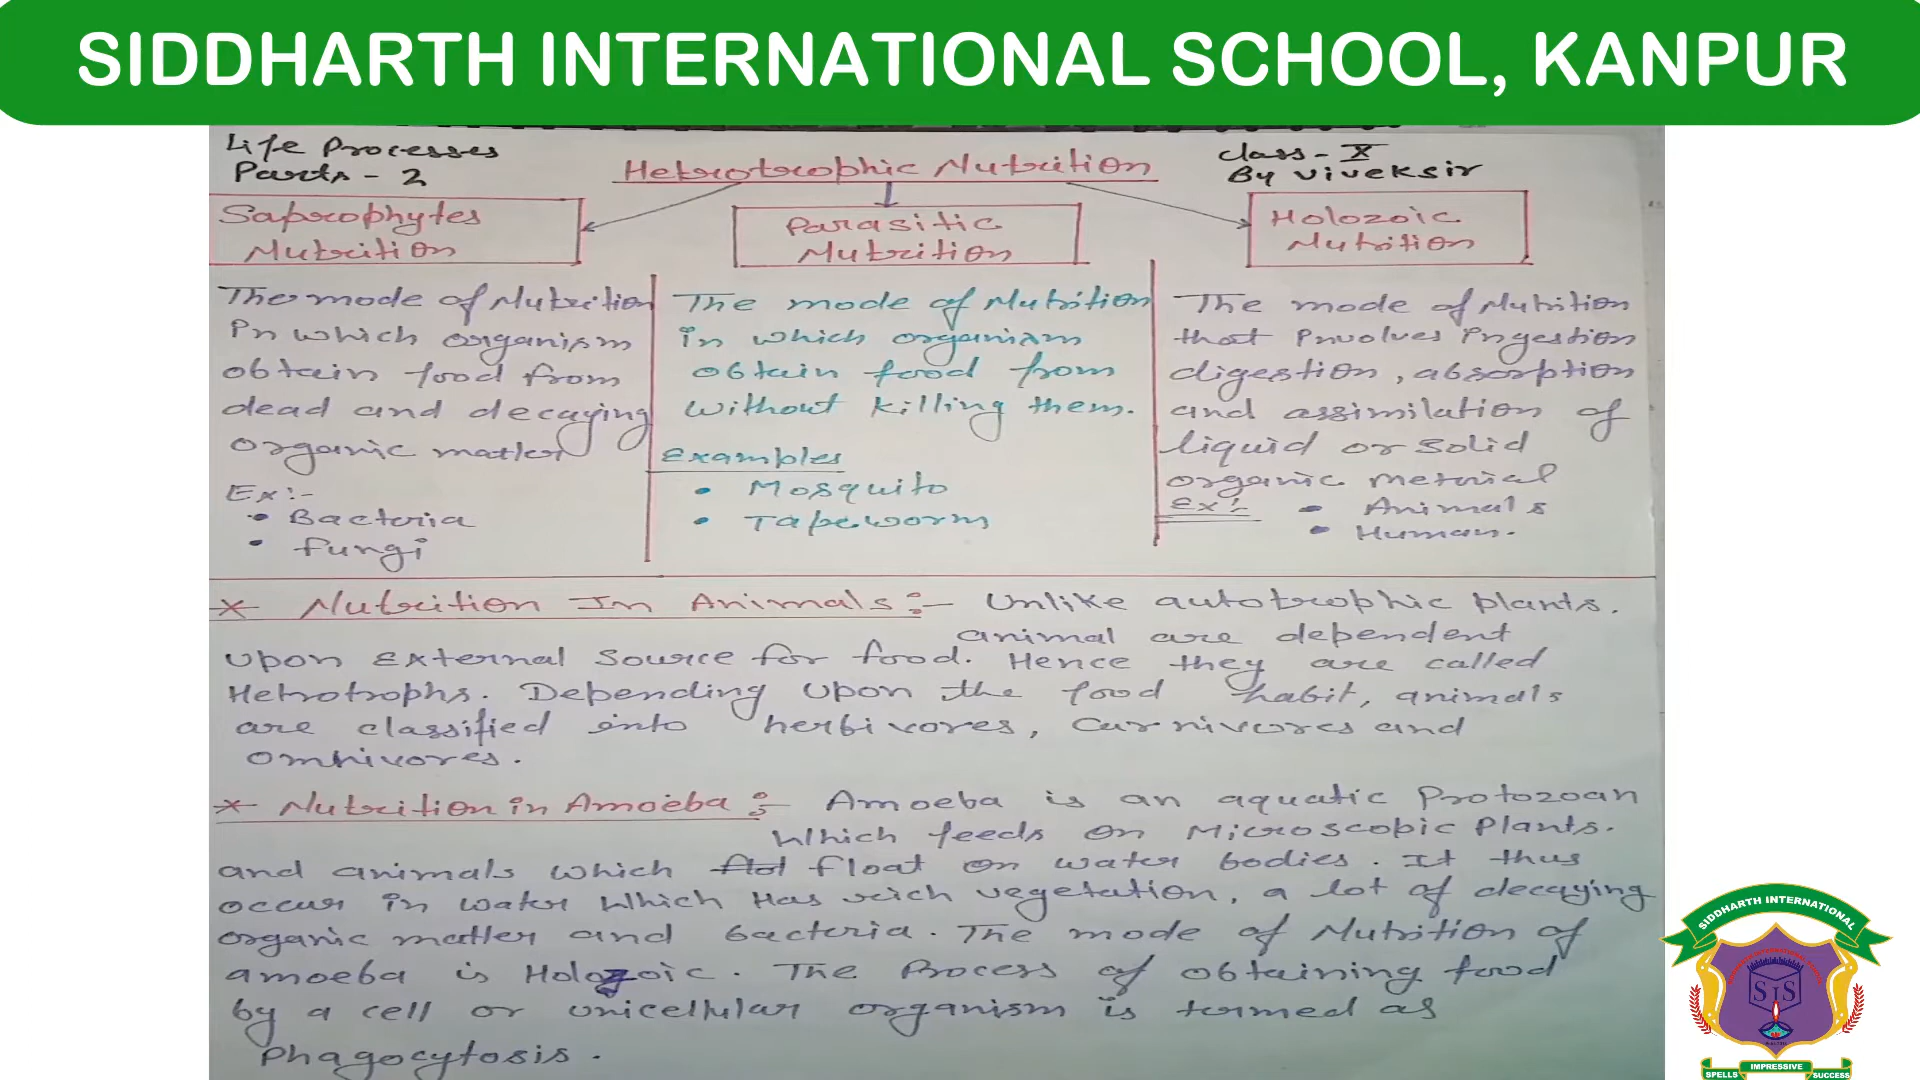 SIDDHARTH INTERNATIONAL SCHOOL, KANPUR
Life Processes
Parts - 2
Hetrotrophic Nutrition
Class - X
By Viveksir
Saprophytes
Nutrition
Parasitic
Nutrition
Holozoic
Nutrition
The mode of Nutrition
in which organism
obtain food from
dead and decaying
organic matter
Ex:-
• Bacteria
• fungi
The mode of Nutrition
in which organism
obtain food from
without killing them.
Examples
• Mosquito
• Tapeworm
The mode of Nutrition
that involves ingestion
digestion, absorption
and assimilation of
liquid or solid
organic meterial
Ex:- • Animals
• Human.
* Nutrition In Animals :- Unlike autotrophic plants.
animal are dependent
upon External source for food. Hence they are called
Hetrotrophs. Depending upon the food habit, animals
are classified into herbivores, carnivores and
omnivores.
* Nutrition in Amoeba :- Amoeba is an aquatic Protozoan
which feeds on Microscopic Plants.
and animals which flot float on water bodies. It thus
occur in water which Has rich vegetation, a lot of decaying
organic matter and bacteria. The mode of Nutrition of
amoeba is Holozoic. The Process of obtaining food
by a cell or unicellular organism is termed as
Phagocytosis.
SIDDHARTH INTERNATIONAL
SIS
SPELLS IMPRESSIVE SUCCESS